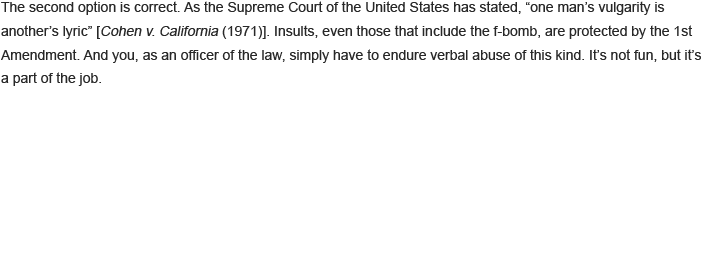 The second option is correct. As the Supreme Court of the United States has stated, “one man’s vulgarity is
another’s lyric” [Cohen v. California (1971)]. Insults, even those that include the f-bomb, are protected by the 1st
Amendment. And you, as an officer of the law, simply have to endure verbal abuse of this kind. It’s not fun, but it’s
a part of the job.